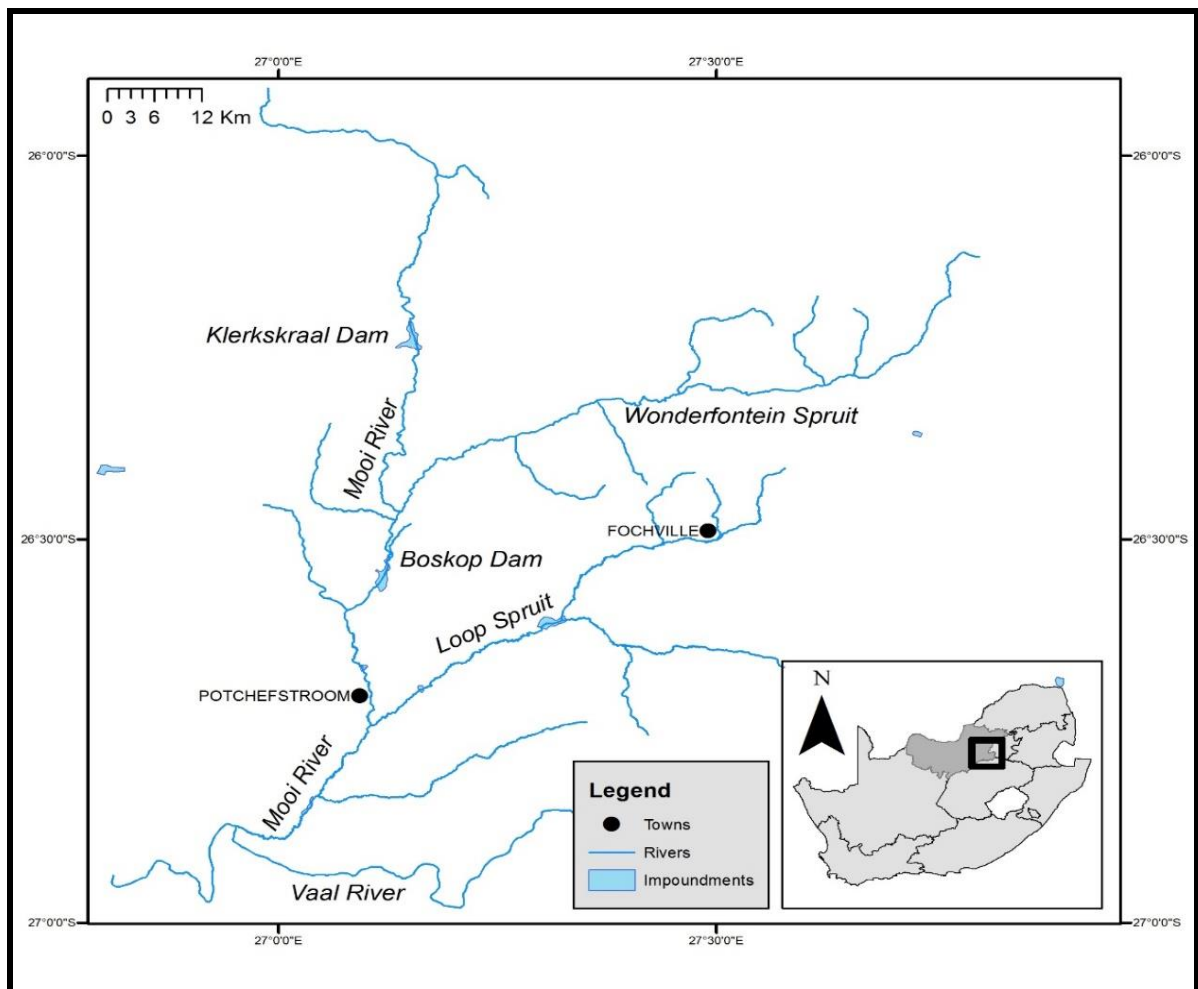 27°0'0"E
27°30'0"E
0 3 6 12 Km
26°0'0"S
26°0'0"S
Klerkskraal Dam
Mooi River
Wonderfontein Spruit
FOCHVILLE
26°30'0"S
26°30'0"S
Boskop Dam
Loop Spruit
POTCHEFSTROOM
Mooi River
Vaal River
Legend
Towns
Rivers
Impoundments
N
27°0'0"S
27°0'0"S
27°0'0"E
27°30'0"E